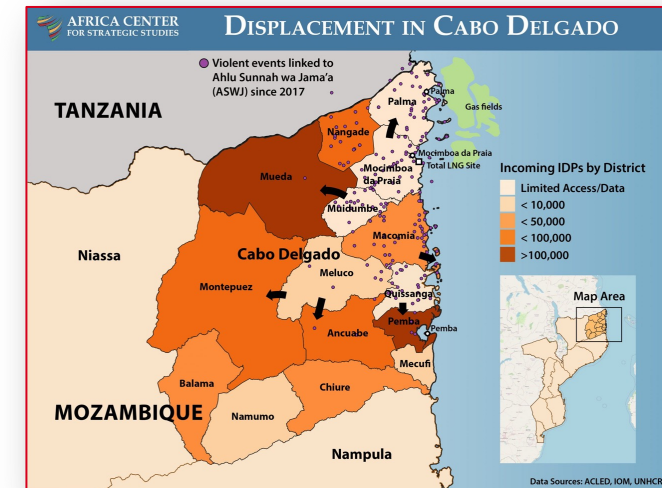 AFRICA CENTER
FOR STRATEGIC STUDIES
DISPLACEMENT IN CABO DELGADO
Violent events linked to
Ahlu Sunnah wa Jama'a
(ASWJ) since 2017
TANZANIA
Palma
Palma
Gas fields
Nangade
Mocimboa da Praia
Total LNG Site
Mocimboa
da Praia
Mueda
Muidumbe
Incoming IDPs by District
Limited Access/Data
< 10,000
< 50,000
< 100,000
>100,000
Macomia
Niassa
Cabo Delgado
Meluco
Montepuez
Quissanga
Map Area
Pemba
Pemba
Ancuabe
Mecufi
Balama
Chiure
MOZAMBIQUE
Namumo
Nampula
Data Sources: ACLED, IOM, UNHCR